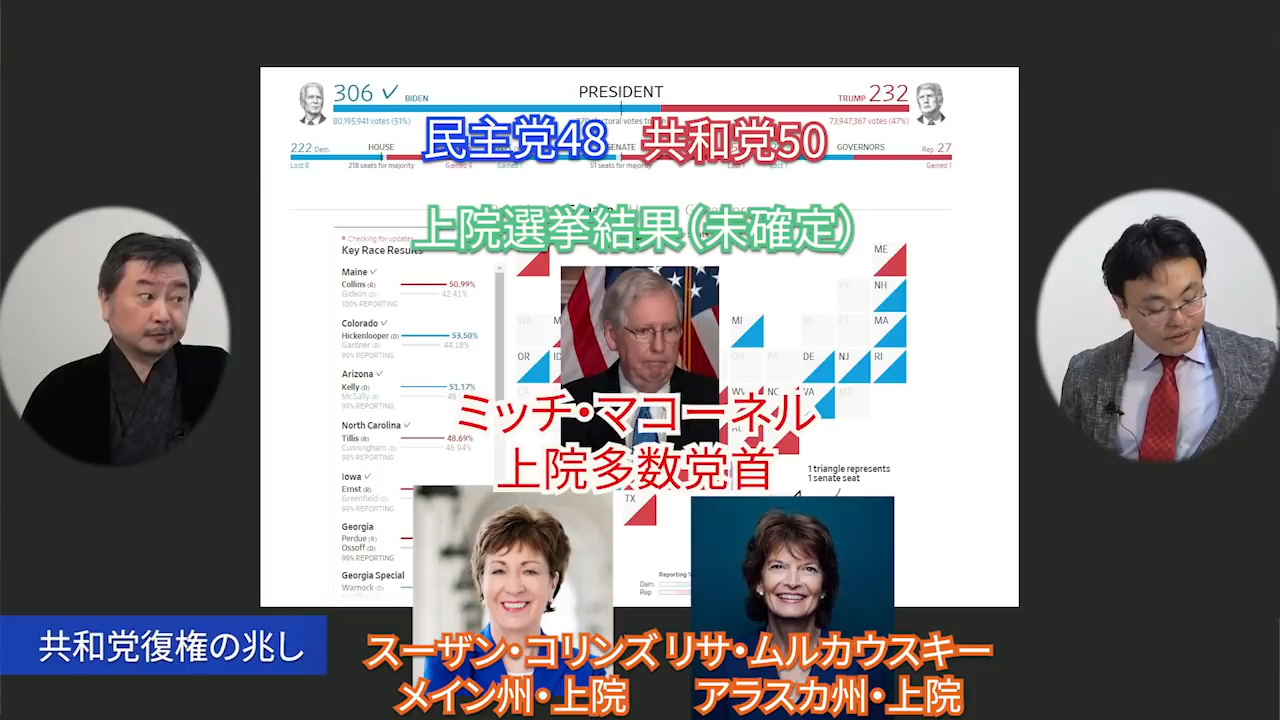 306 ✓ BIDEN
PRESIDENT
TRUMP 232
80,195,941 votes (51%)
73,947,367 votes (47%)
民主党48 共和党50
222 Dem.
HOUSE
SENATE
GOVERNORS
Rep. 27
Lost 8
218 seats for majority
Gained 1
上院選挙結果（未確定）
Checking for updates
Key Race Results
Maine ✓
Collins (R) 50.99%
Gideon (D) 42.41%
100% REPORTING
Colorado ✓
Hickenlooper (D) 53.50%
Gardner (R) 44.18%
99% REPORTING
Arizona ✓
Kelly (D) 51.17%
McSally (R) 48
99% REPORTING
North Carolina ✓
Tillis (R) 48.69%
Cunningham (D) 46.94%
99% REPORTING
Iowa ✓
Ernst (R)
Greenfield (D)
99% REPORTING
Georgia
Perdue (R)
Ossoff (D)
99% REPORTING
Georgia Special
Warnock (D)
ME
NH
WA
MI
MA
OR
DE
NJ
RI
OH
PA
WV
NC
VA
TX
ミッチ・マコーネル
上院多数党首
1 triangle represents
1 senate seat
Dem.
Rep.
共和党復権の兆し
スーザン・コリンズ
メイン州・上院
リサ・ムルカウスキー
アラスカ州・上院